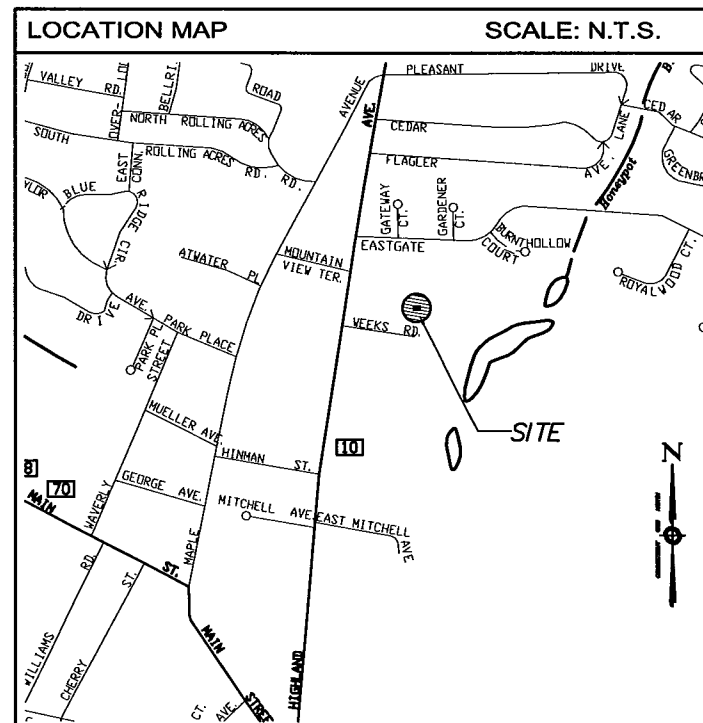 LOCATION MAP
SCALE: N.T.S.
VALLEY RD.
OVER-
BELLRI.
ROAD
AVENUE
PLEASANT DRIVE
AVE.
B.
NORTH ROLLING ACRES RD.
SOUTH ROLLING ACRES RD.
EAST CONN.
CEDAR
LANE
CEDAR
FLAGLER AVE.
GREENBR
Honeypot
BLUE RIDGE CIR.
GATEWAY CT.
GARDENER CT.
EASTGATE
BURNTHOLLOW
COURT
ROYALWOOD CT.
ATWATER PL.
MOUNTAIN
VIEW TER.
DRIVE
AVE.
PARK PLACE
PARK PL
STREET
WEEKS RD.
SITE
MUELLER AVE.
HINMAN ST.
10
N
8
70
MAIN ST.
WAVERLY
GEORGE AVE.
MAPLE
MITCHELL AVE.
EAST MITCHELL
AVE
WILLIAMS RD.
CHERRY ST.
MAIN
STREE
HIGHLAND
CT.
AVE.